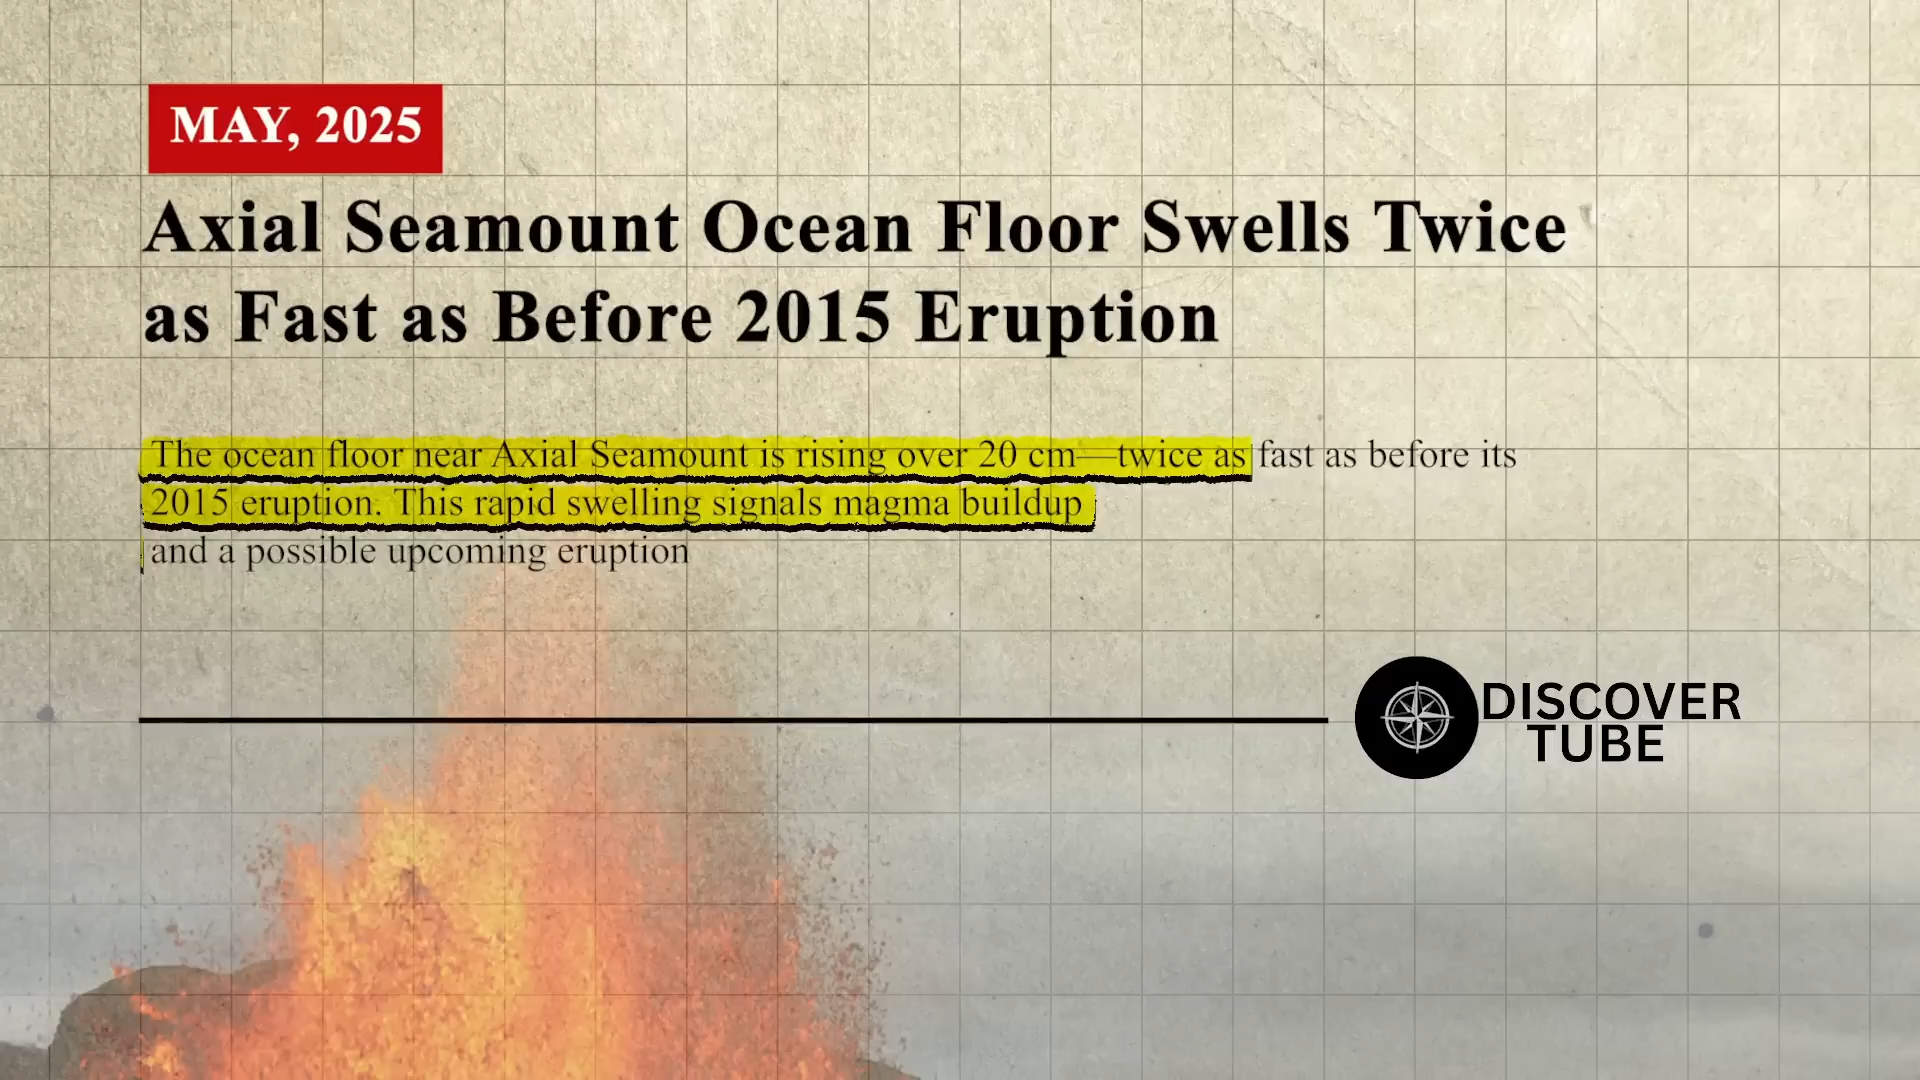 MAY, 2025
Axial Seamount Ocean Floor Swells Twice
as Fast as Before 2015 Eruption
The ocean floor near Axial Seamount is rising over 20 cm—twice as fast as before its
2015 eruption. This rapid swelling signals magma buildup
and a possible upcoming eruption
DISCOVER
TUBE